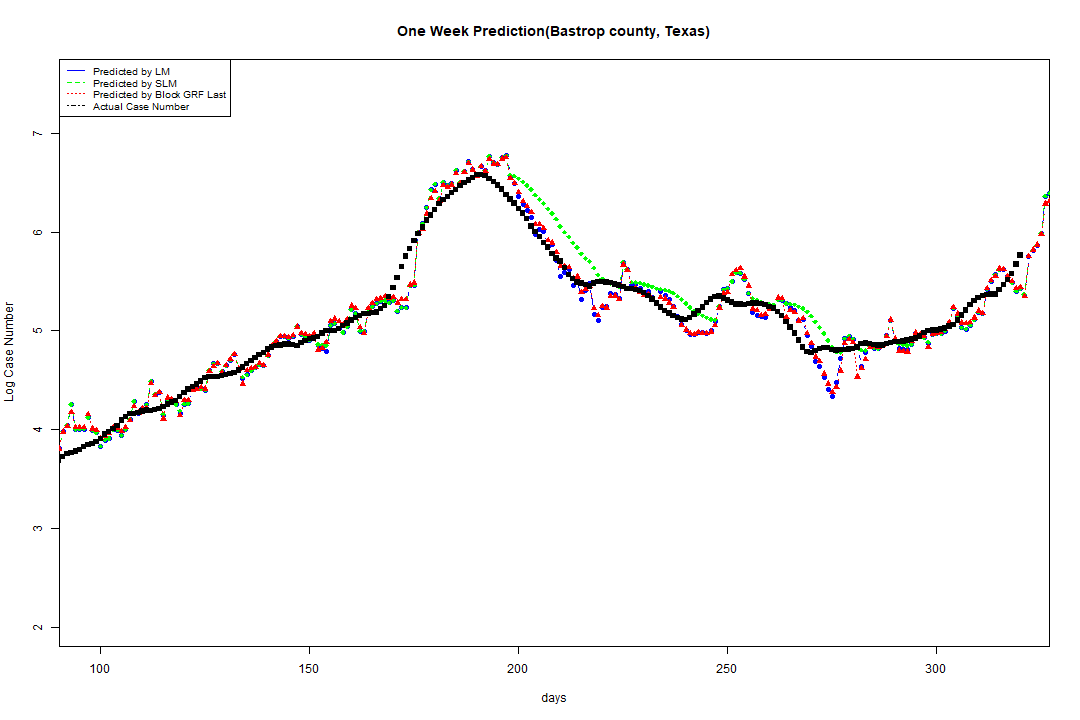 One Week Prediction(Bastrop county, Texas)
Predicted by LM
Predicted by SLM
Predicted by Block GRF Last
Actual Case Number
7
6
5
4
3
2
Log Case Number
100 150 200 250 300
days